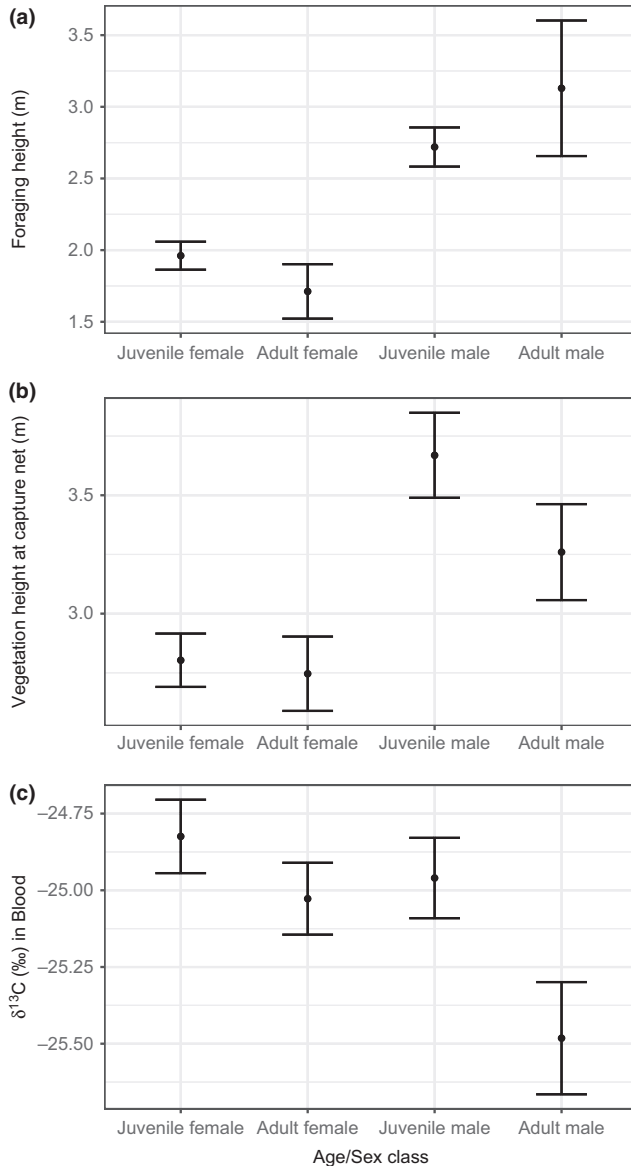 (a)
Foraging height (m)
3.5
3.0
2.5
2.0
1.5
Juvenile female Adult female Juvenile male Adult male
(b)
Vegetation height at capture net (m)
3.5
3.0
Juvenile female Adult female Juvenile male Adult male
(c)
δ¹³C (‰) in Blood
−24.75
−25.00
−25.25
−25.50
Juvenile female Adult female Juvenile male Adult male
Age/Sex class